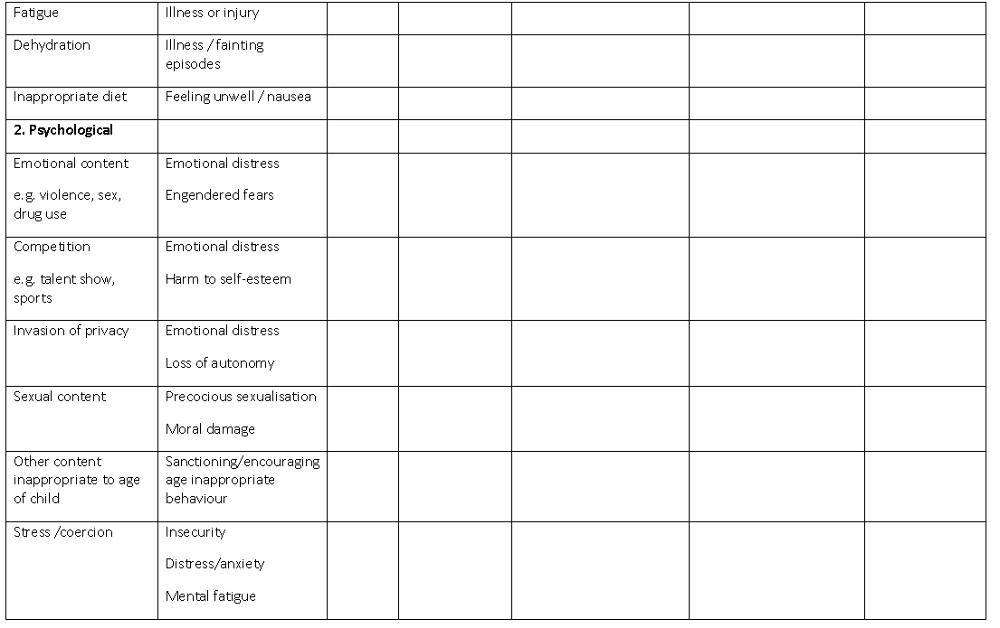 Fatigue
Illness or injury
Dehydration
Illness / fainting
episodes
Inappropriate diet
Feeling unwell / nausea
2. Psychological
Emotional content
e.g. violence, sex,
drug use
Emotional distress
Engendered fears
Competition
e.g. talent show,
sports
Emotional distress
Harm to self-esteem
Invasion of privacy
Emotional distress
Loss of autonomy
Sexual content
Precocious sexualisation
Moral damage
Other content
inappropriate to age
of child
Sanctioning/encouraging
age inappropriate
behaviour
Stress /coercion
Insecurity
Distress/anxiety
Mental fatigue